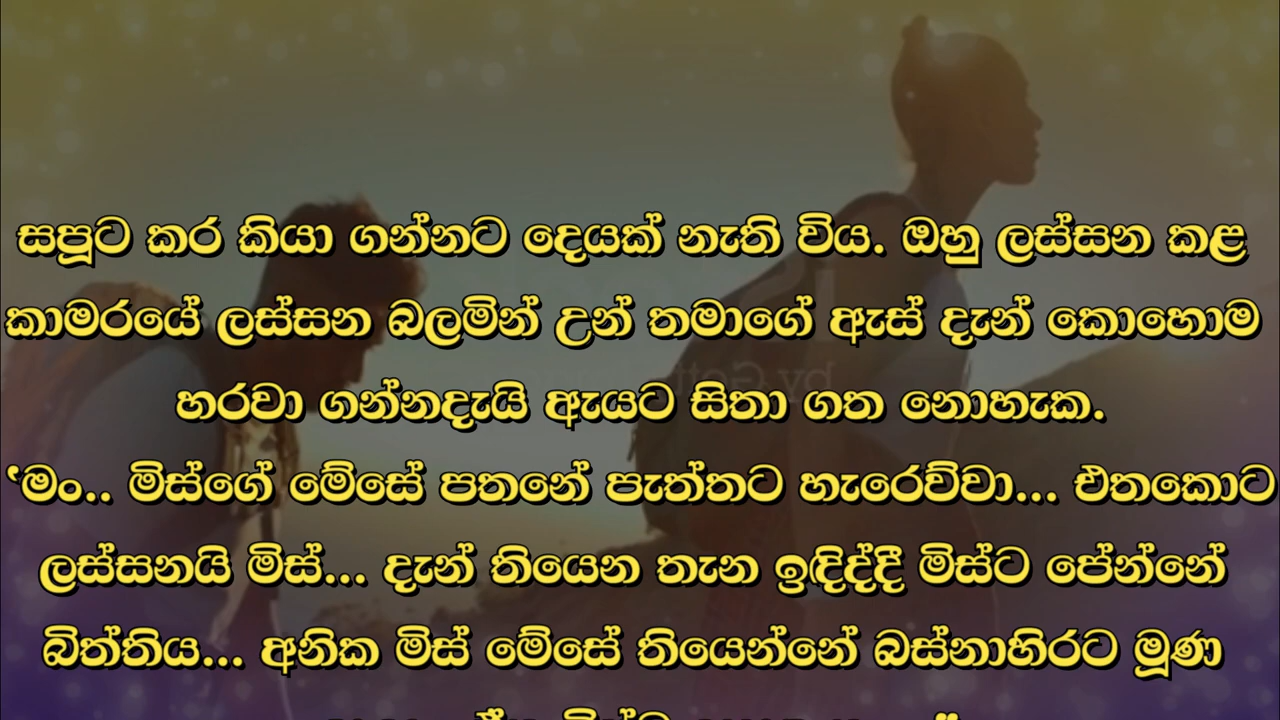 සපූට කර කියා ගන්නට දෙයක් නැති විය. ඔහු ලස්සන කළ
කාමරයේ ලස්සන බලමින් උන් තමාගේ ඇස් දැන් කොහොම
හරවා ගන්නදැයි ඇයට සිතා ගත නොහැක.
‛මං.. මිස්ගේ මේසේ පතනේ පැත්තට හැරෙව්වා... එතකොට
ලස්සනයි මිස්... දැන් තියෙන තැන ඉඳිද්දී මිස්ට පේන්නේ
බිත්තිය... අනික මිස් මේසේ තියෙන්නේ බස්නාහිරට මූණ